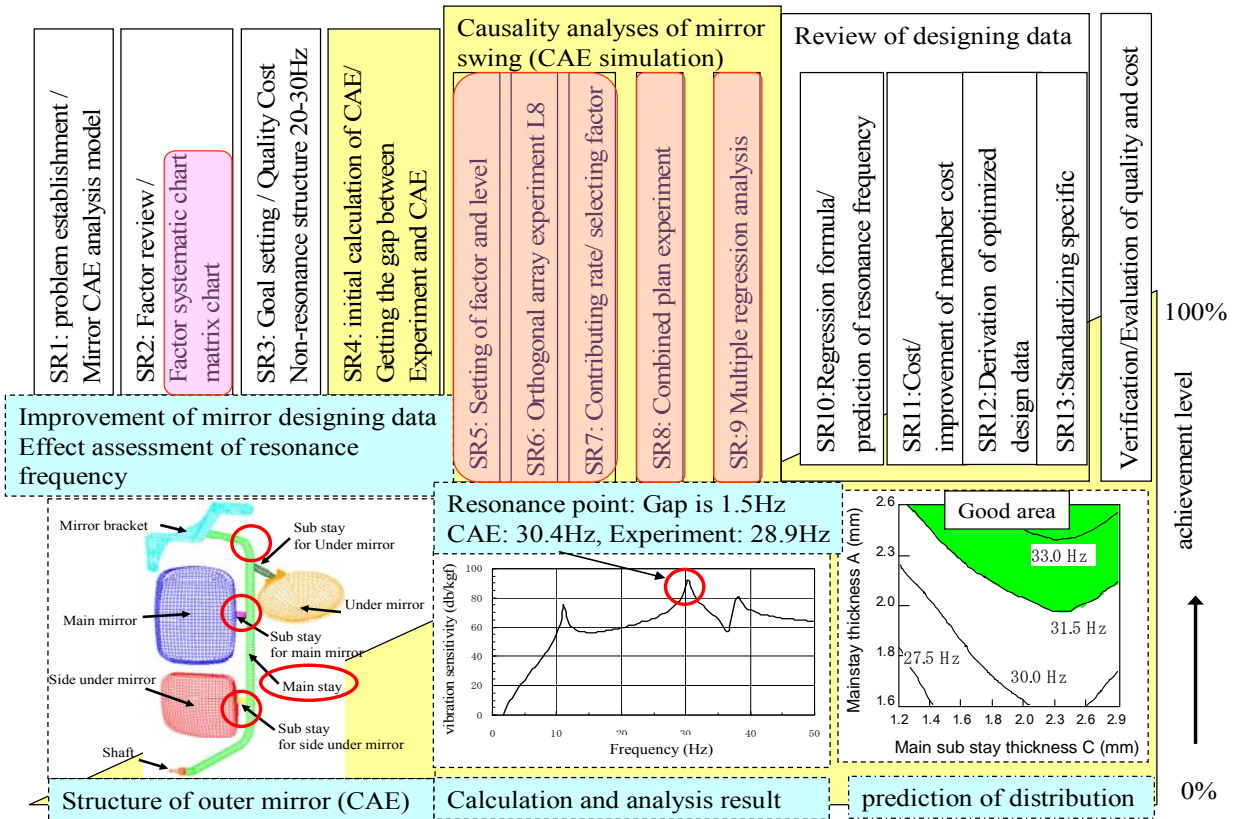 SR1: problem establishment /
Mirror CAE analysis model
SR2: Factor review /
Factor systematic chart
matrix chart
SR3: Goal setting / Quality Cost
Non-resonance structure 20-30Hz
SR4: initial calculation of CAE/
Getting the gap between
Experiment and CAE
Causality analyses of mirror
swing (CAE simulation)
SR5: Setting of factor and level
SR6: Orthogonal array experiment L8
SR7: Contributing rate/ selecting factor
SR8: Combined plan experiment
SR:9 Multiple regression analysis
Review of designing data
SR10:Regression formula/
prediction of resonance frequency
SR11:Cost/
improvement of member cost
SR12:Derivation of optimized
design data
SR13:Standardizing specific
Verification/Evaluation of quality and cost
100%
achievement level
0%
Improvement of mirror designing data
Effect assessment of resonance
frequency
Mirror bracket
Sub stay
for Under mirror
Under mirror
Main mirror
Sub stay
for main mirror
Main stay
Side under mirror
Sub stay
for side under mirror
Shaft
Structure of outer mirror (CAE)
Resonance point: Gap is 1.5Hz
CAE: 30.4Hz, Experiment: 28.9Hz
vibration sensitivity (db/kgf)
100
80
60
40
20
0
0 10 20 30 40 50
Frequency (Hz)
Calculation and analysis result
Good area
Mainstay thickness A (mm)
2.6
2.3
2.0
1.8
1.6
33.0 Hz
31.5 Hz
30.0 Hz
27.5 Hz
1.2 1.4 1.6 1.8 2.0 2.3 2.6 2.9
Main sub stay thickness C (mm)
prediction of distribution